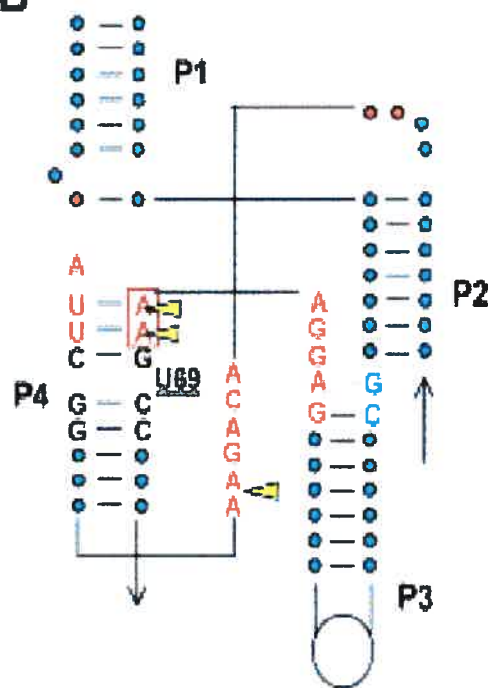 P1
A
U A A
U A G
C G G
P2
U69 A
P4 A G
G C C G C
G C A
G
A
A
P3